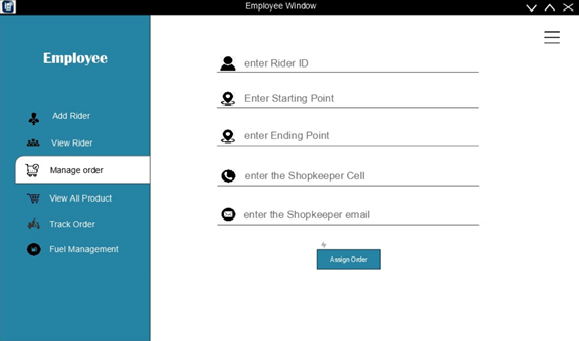 Employee Window
Employee
Add Rider
View Rider
Manage order
View All Product
Track Order
Fuel Management
enter Rider ID
Enter Starting Point
enter Ending Point
enter the Shopkeeper Cell
enter the Shopkeeper email
Assign Order